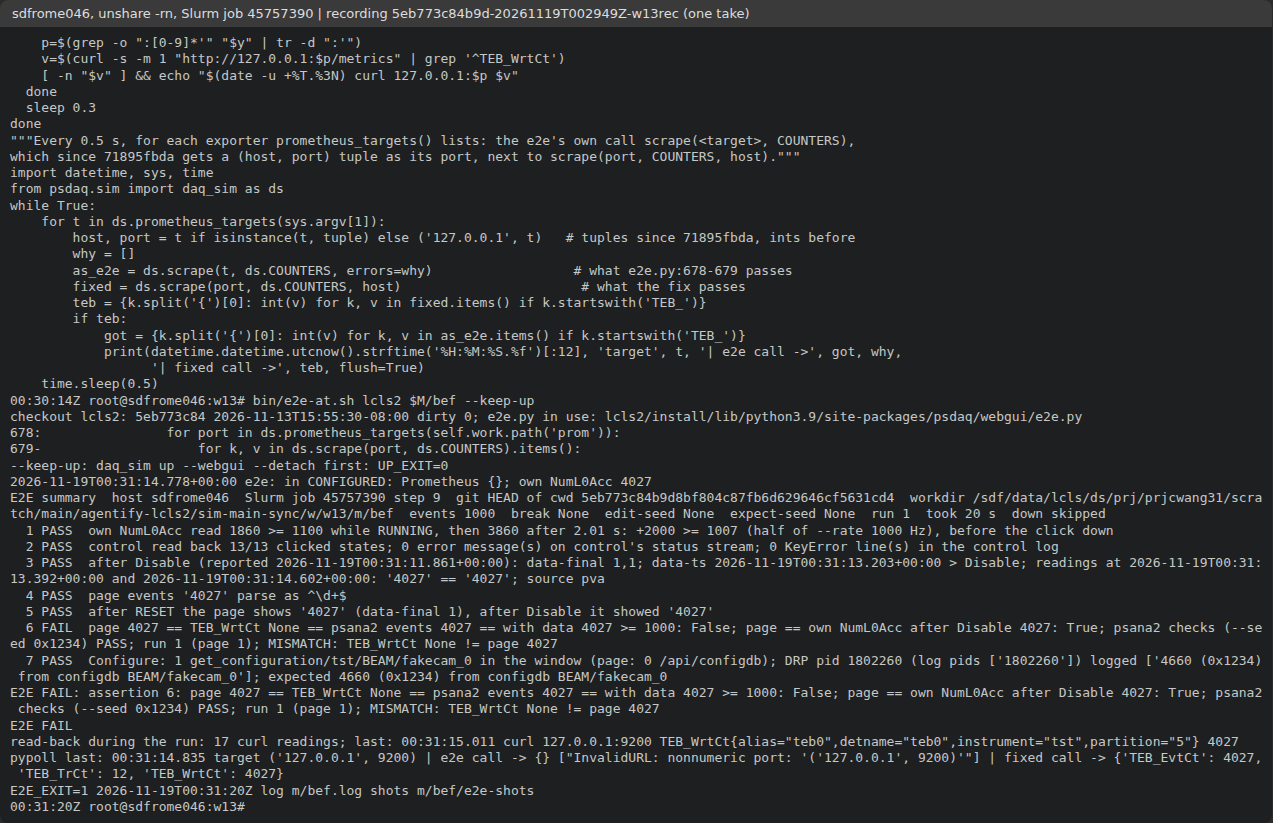 sdfrome046, unshare -rn, Slurm job 45757390 | recording 5eb773c84b9d-20261119T002949Z-w13rec (one take)
    p=$(grep -o ":[0-9]*'" "$y" | tr -d ":'")
    v=$(curl -s -m 1 "http://127.0.0.1:$p/metrics" | grep '^TEB_WrtCt')
    [ -n "$v" ] && echo "$(date -u +%T.%3N) curl 127.0.0.1:$p $v"
  done
  sleep 0.3
done
"""Every 0.5 s, for each exporter prometheus_targets() lists: the e2e's own call scrape(<target>, COUNTERS),
which since 71895fbda gets a (host, port) tuple as its port, next to scrape(port, COUNTERS, host)."""
import datetime, sys, time
from psdaq.sim import daq_sim as ds
while True:
    for t in ds.prometheus_targets(sys.argv[1]):
        host, port = t if isinstance(t, tuple) else ('127.0.0.1', t)   # tuples since 71895fbda, ints before
        why = []
        as_e2e = ds.scrape(t, ds.COUNTERS, errors=why)                  # what e2e.py:678-679 passes
        fixed = ds.scrape(port, ds.COUNTERS, host)                       # what the fix passes
        teb = {k.split('{')[0]: int(v) for k, v in fixed.items() if k.startswith('TEB_')}
        if teb:
            got = {k.split('{')[0]: int(v) for k, v in as_e2e.items() if k.startswith('TEB_')}
            print(datetime.datetime.utcnow().strftime('%H:%M:%S.%f')[:12], 'target', t, '| e2e call ->', got, why,
                  '| fixed call ->', teb, flush=True)
    time.sleep(0.5)
00:30:14Z root@sdfrome046:w13# bin/e2e-at.sh lcls2 $M/bef --keep-up
checkout lcls2: 5eb773c84 2026-11-13T15:55:30-08:00 dirty 0; e2e.py in use: lcls2/install/lib/python3.9/site-packages/psdaq/webgui/e2e.py
678:                for port in ds.prometheus_targets(self.work.path('prom')):
679-                    for k, v in ds.scrape(port, ds.COUNTERS).items():
--keep-up: daq_sim up --webgui --detach first: UP_EXIT=0
2026-11-19T00:31:14.778+00:00 e2e: in CONFIGURED: Prometheus {}; own NumL0Acc 4027
E2E summary  host sdfrome046  Slurm job 45757390 step 9  git HEAD of cwd 5eb773c84b9d8bf804c87fb6d629646cf5631cd4  workdir /sdf/data/lcls/ds/prj/prjcwang31/scra
tch/main/agentify-lcls2/sim-main-sync/w/w13/m/bef  events 1000  break None  edit-seed None  expect-seed None  run 1  took 20 s  down skipped
  1 PASS  own NumL0Acc read 1860 >= 1100 while RUNNING, then 3860 after 2.01 s: +2000 >= 1007 (half of --rate 1000 Hz), before the click down
  2 PASS  control read back 13/13 clicked states; 0 error message(s) on control's status stream; 0 KeyError line(s) in the control log
  3 PASS  after Disable (reported 2026-11-19T00:31:11.861+00:00): data-final 1,1; data-ts 2026-11-19T00:31:13.203+00:00 > Disable; readings at 2026-11-19T00:31:
13.392+00:00 and 2026-11-19T00:31:14.602+00:00: '4027' == '4027'; source pva
  4 PASS  page events '4027' parse as ^\d+$
  5 PASS  after RESET the page shows '4027' (data-final 1), after Disable it showed '4027'
  6 FAIL  page 4027 == TEB_WrtCt None == psana2 events 4027 == with data 4027 >= 1000: False; page == own NumL0Acc after Disable 4027: True; psana2 checks (--se
ed 0x1234) PASS; run 1 (page 1); MISMATCH: TEB_WrtCt None != page 4027
  7 PASS  Configure: 1 get_configuration/tst/BEAM/fakecam_0 in the window (page: 0 /api/configdb); DRP pid 1802260 (log pids ['1802260']) logged ['4660 (0x1234)
 from configdb BEAM/fakecam_0']; expected 4660 (0x1234) from configdb BEAM/fakecam_0
E2E FAIL: assertion 6: page 4027 == TEB_WrtCt None == psana2 events 4027 == with data 4027 >= 1000: False; page == own NumL0Acc after Disable 4027: True; psana2
 checks (--seed 0x1234) PASS; run 1 (page 1); MISMATCH: TEB_WrtCt None != page 4027
E2E FAIL
read-back during the run: 17 curl readings; last: 00:31:15.011 curl 127.0.0.1:9200 TEB_WrtCt{alias="teb0",detname="teb0",instrument="tst",partition="5"} 4027
pypoll last: 00:31:14.835 target ('127.0.0.1', 9200) | e2e call -> {} ["InvalidURL: nonnumeric port: '('127.0.0.1', 9200)'"] | fixed call -> {'TEB_EvtCt': 4027,
 'TEB_TrCt': 12, 'TEB_WrtCt': 4027}
E2E_EXIT=1 2026-11-19T00:31:20Z log m/bef.log shots m/bef/e2e-shots
00:31:20Z root@sdfrome046:w13#